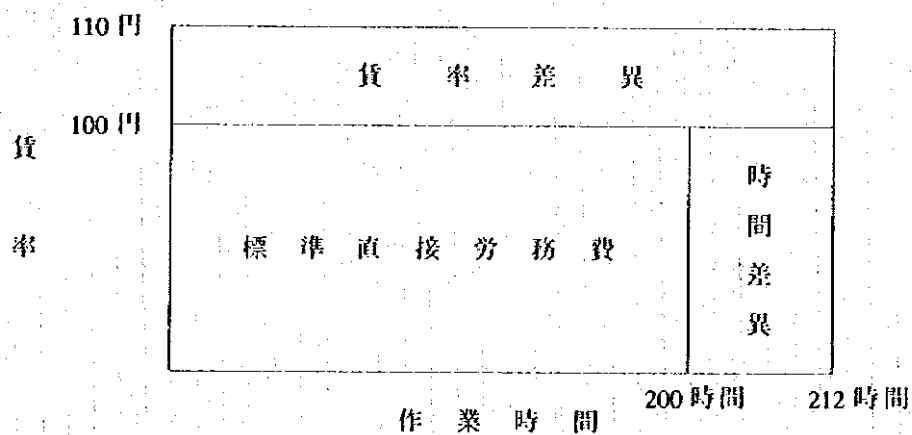 110円
賃率差異
100円
賃率
標準直接労務費
時間差異
200時間
212時間
作業時間